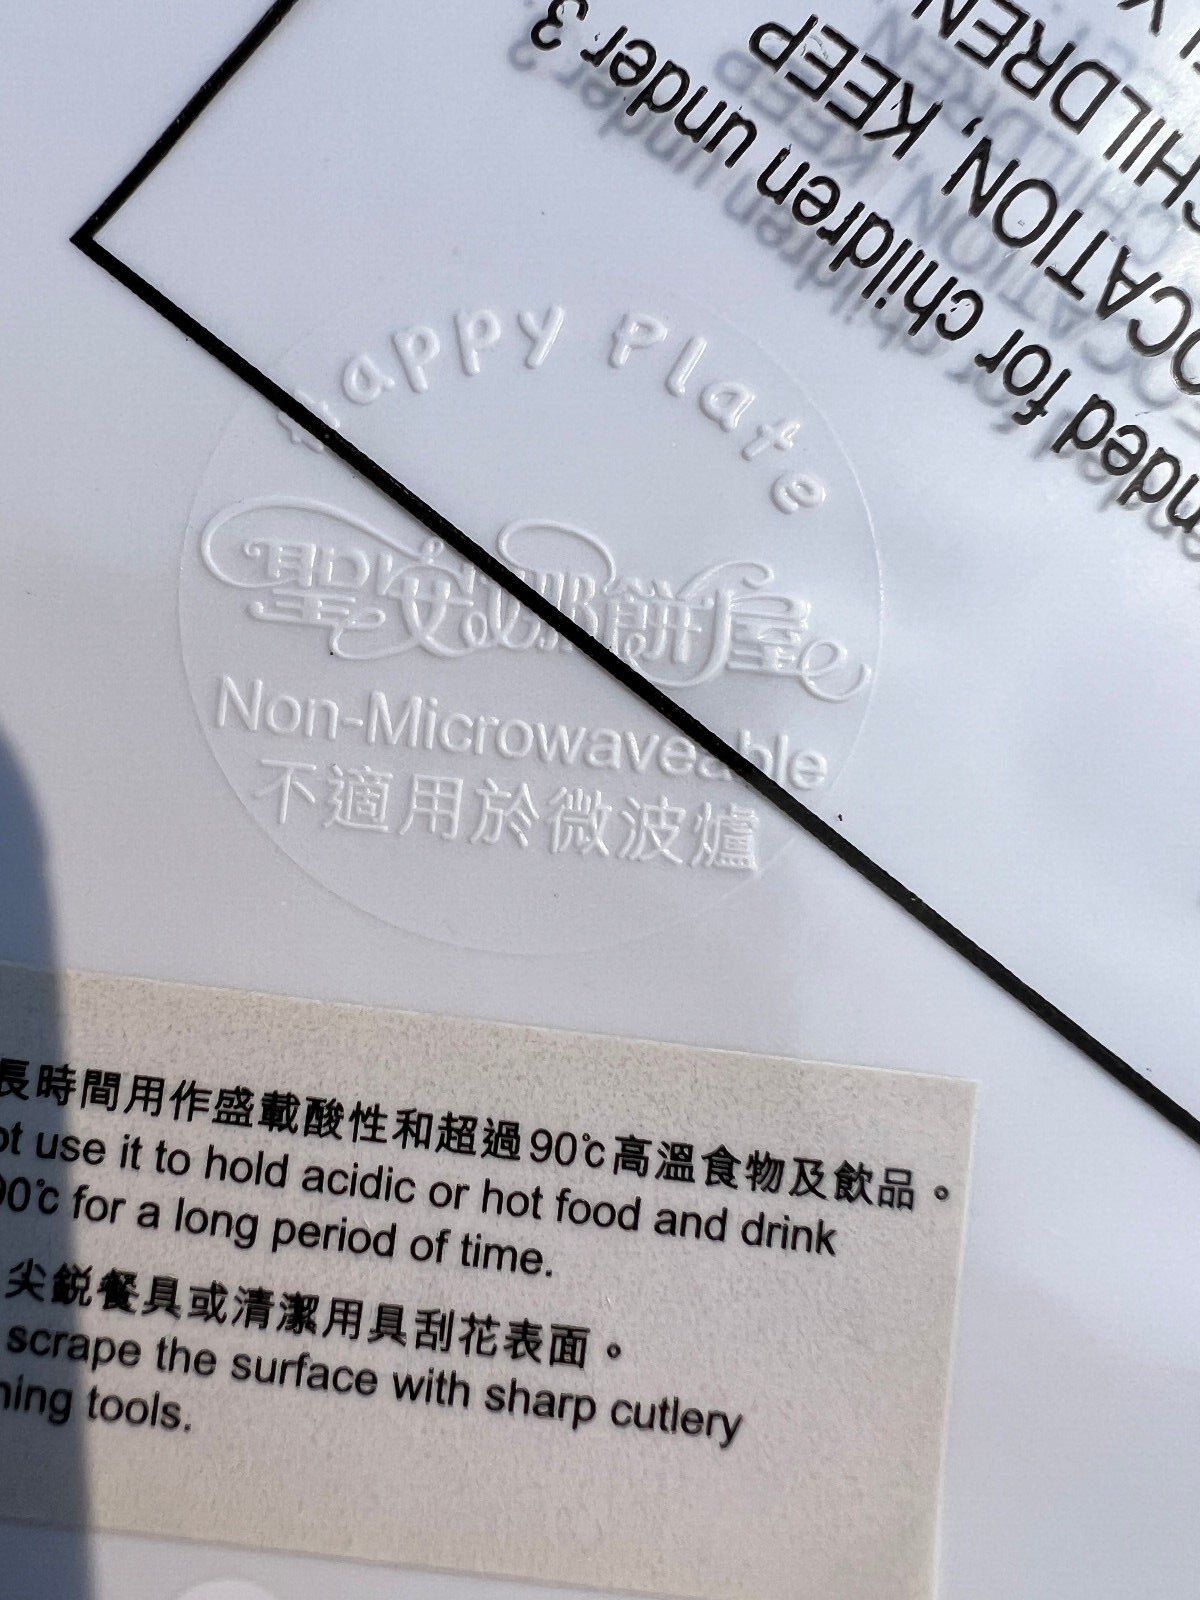 LY
CHILDREN
OCATION, KEEP
nded for children under 3
Happy Plate
聖安娜餅屋
Non-Microwaveable
不適用於微波爐
長時間用作盛載酸性和超過90℃高溫食物及飲品。
ot use it to hold acidic or hot food and drink
90℃ for a long period of time.
尖銳餐具或清潔用具刮花表面。
scrape the surface with sharp cutlery
ning tools.